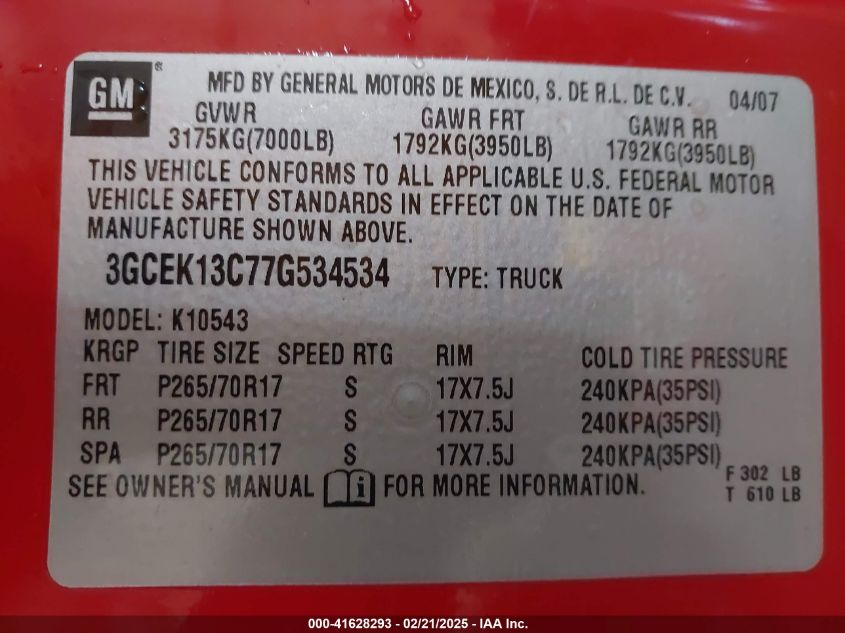 GM ®
MFD BY GENERAL MOTORS DE MEXICO, S. DE R.L. DE C.V. 04/07
GVWR GAWR FRT GAWR RR
3175KG(7000LB) 1792KG(3950LB) 1792KG(3950LB)
THIS VEHICLE CONFORMS TO ALL APPLICABLE U.S. FEDERAL MOTOR
VEHICLE SAFETY STANDARDS IN EFFECT ON THE DATE OF
MANUFACTURE SHOWN ABOVE.
3GCEK13C77G534534 TYPE: TRUCK
MODEL: K10543
KRGP TIRE SIZE SPEED RTG RIM COLD TIRE PRESSURE
FRT P265/70R17 S 17X7.5J 240KPA(35PSI)
RR P265/70R17 S 17X7.5J 240KPA(35PSI)
SPA P265/70R17 S 17X7.5J 240KPA(35PSI)
F 302 LB
SEE OWNER'S MANUAL i FOR MORE INFORMATION. T 610 LB
000-41628293 - 02/21/2025 - IAA Inc.